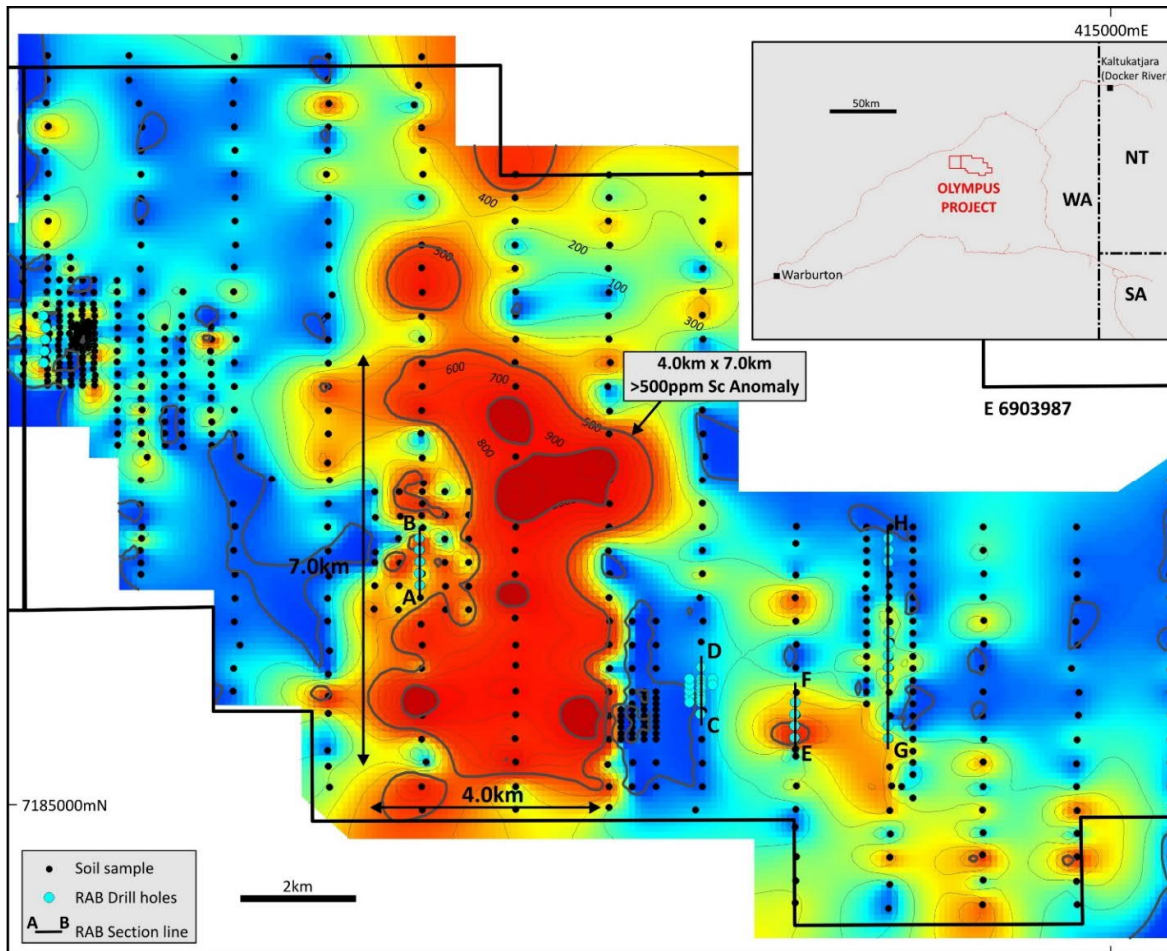 415000mE
Kaltukatjara
(Docker River)
50km
NT
WA
OLYMPUS
PROJECT
Warburton
SA
400
500
200
100
300
4.0km x 7.0km
>500ppm Sc Anomaly
E 6903987
600
700
500
800
900
B
H
7.0km
A
D
F
C
E
G
7185000mN
4.0km
Soil sample
RAB Drill holes
A B RAB Section line
2km